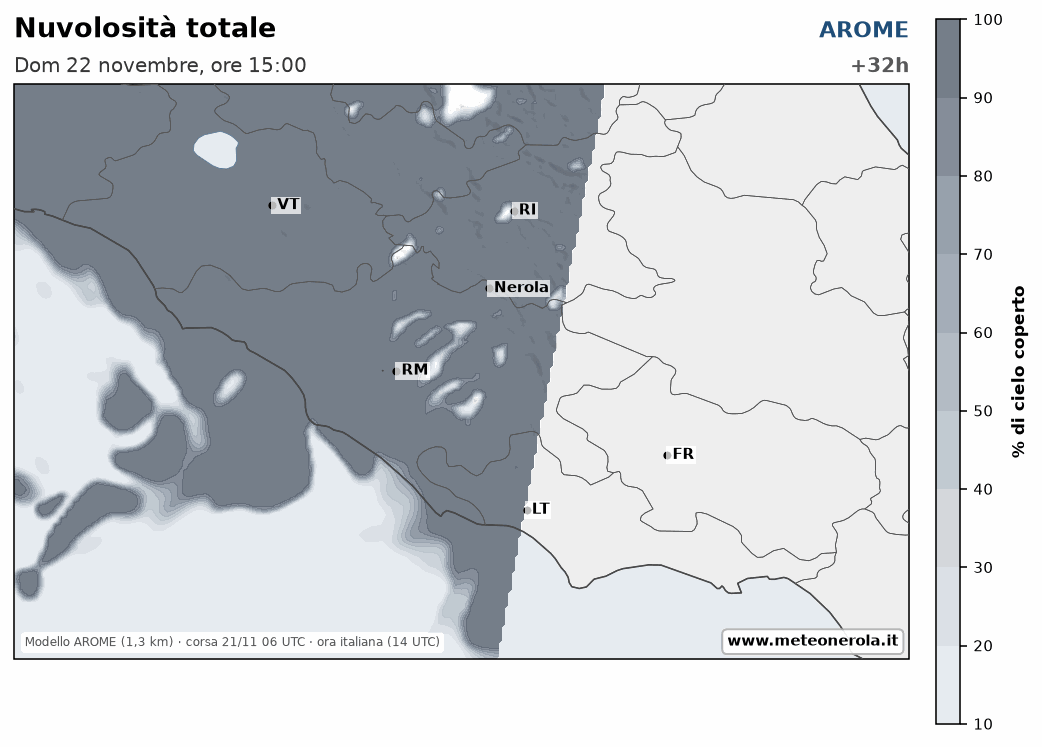 Nuvolosità totale
AROME
Dom 22 novembre, ore 15:00
+32h
100
90
80
70
60
50
40
30
20
10
% di cielo coperto
VT
RI
Nerola
RM
FR
LT
Modello AROME (1,3 km) · corsa 21/11 06 UTC · ora italiana (14 UTC)
www.meteonerola.it